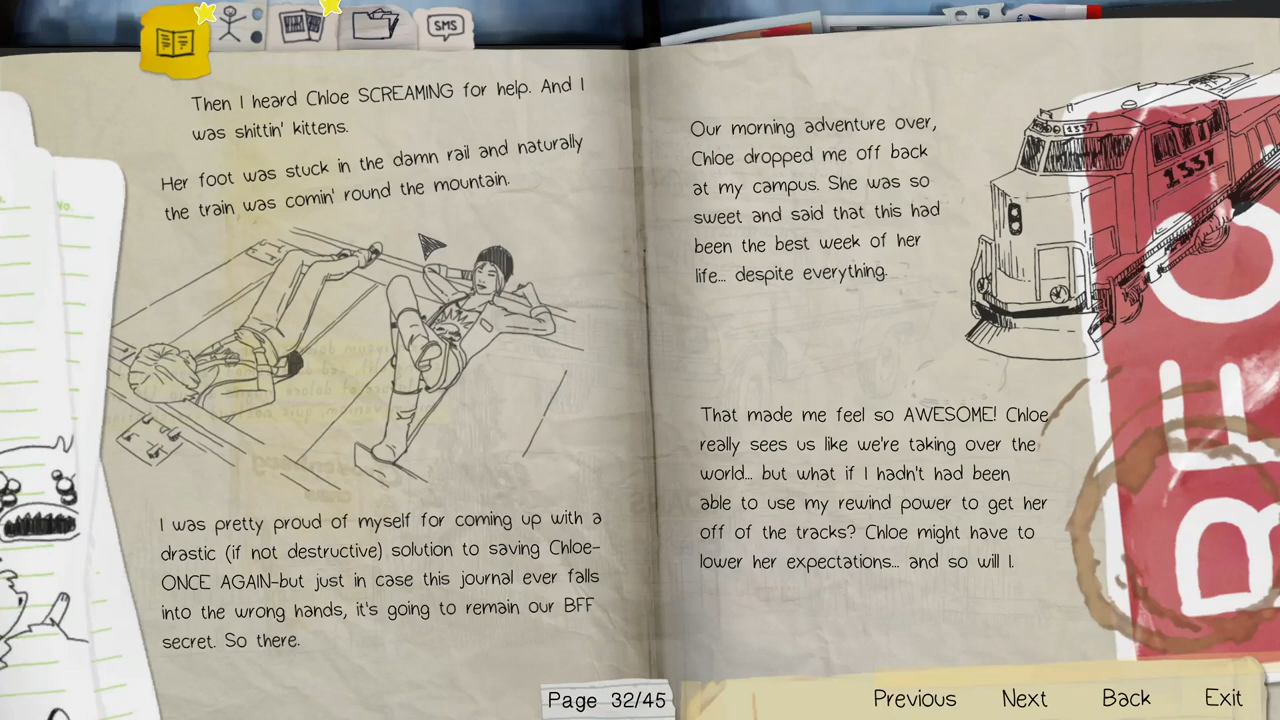 SMS
Then I heard Chloe SCREAMING for help. And I
was shittin' kittens.
Her foot was stuck in the damn rail and naturally
the train was comin' round the mountain.
I was pretty proud of myself for coming up with a
drastic (if not destructive) solution to saving Chloe-
ONCE AGAIN-but just in case this journal ever falls
into the wrong hands, it's going to remain our BFF
secret. So there.
Our morning adventure over,
Chloe dropped me off back
at my campus. She was so
sweet and said that this had
been the best week of her
life... despite everything.
1337
1337
That made me feel so AWESOME! Chloe
really sees us like we're taking over the
world... but what if I hadn't had been
able to use my rewind power to get her
off of the tracks? Chloe might have to
lower her expectations... and so will I.
No.
Page 32/45
Previous
Next
Back
Exit